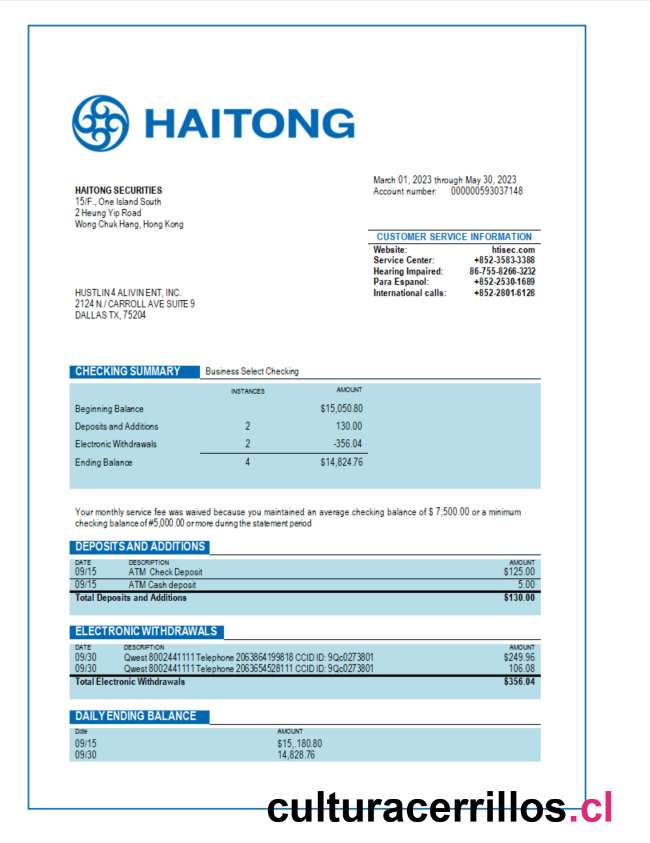 HAITONG
March 01, 2023 through May 30, 2023
Account number: 000000593037148
HAITONG SECURITIES
15/F., One Island South
2 Heung Yip Road
Wong Chuk Hang, Hong Kong
CUSTOMER SERVICE INFORMATION
Website: htisec.com
Service Center: +852-3583-3388
Hearing Impaired: 86-755-8266-3232
Para Espanol: +852-2530-1689
International calls: +852-2801-6126
HUSTLIN 4 ALIVIN ENT, INC.
2124 N./ CARROLL AVE SUITE 9
DALLAS TX, 75204
CHECKING SUMMARY Business Select Checking
INSTANCES AMOUNT
Beginning Balance $15,050.80
Deposits and Additions 2 130.00
Electronic Withdrawals 2 -356.04
Ending Balance 4 $14,824.76
Your monthly service fee was waived because you maintained an average checking balance of $ 7,500.00 or a minimum
checking balance of #5,000.00 or more during the statement period
DEPOSITS AND ADDITIONS
DATE DESCRIPTION AMOUNT
09/15 ATM Check Deposit $125.00
09/15 ATM Cash deposit 5.00
Total Deposits and Additions $130.00
ELECTRONIC WITHDRAWALS
DATE DESCRIPTION AMOUNT
09/30 Qwest 8002441111 Telephone 2063864199818 CCID ID: 9Qc0273801 $249.96
09/30 Qwest 8002441111 Telephone 2063654528111 CCID ID: 9Qc0273801 106.08
Total Electronic Withdrawals $356.04
DAILY ENDING BALANCE
Date AMOUNT
09/15 $15,.180.80
09/30 14,828.76
culturacerrillos.cl